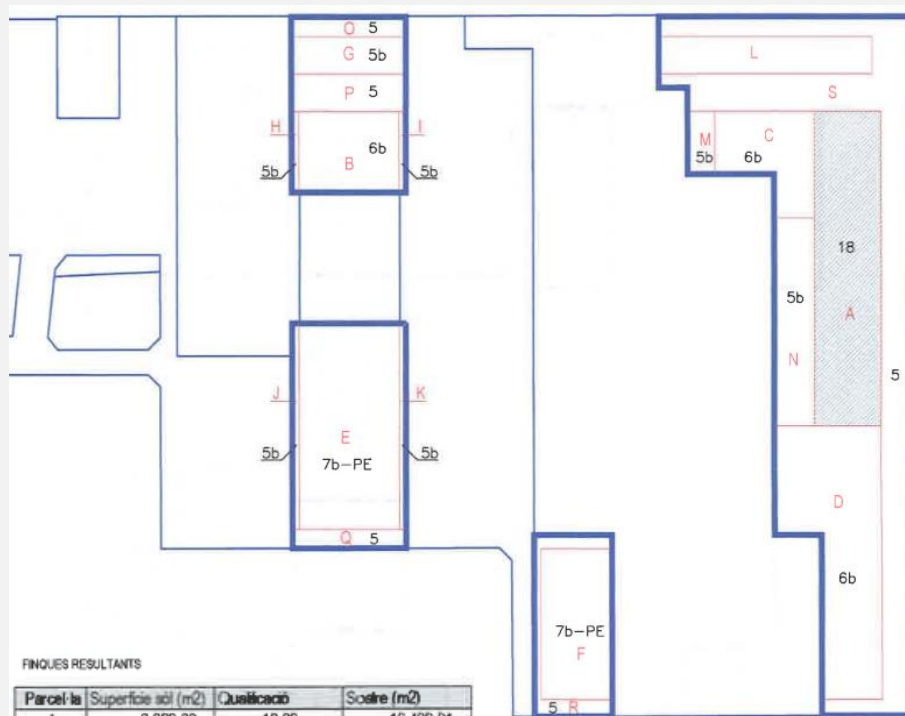 O 5
G 5b
L
P 5
S
H I
M C
6b
5b 6b
B
5b 5b
18
5b
A
N
5
J K
E
D
5b 5b
7b-PE
Q 5
6b
7b-PE
F
FINQUES RESULTANTS
5 R
Parcel·la Superfície sòl (m2) Qualificació Sostre (m2)